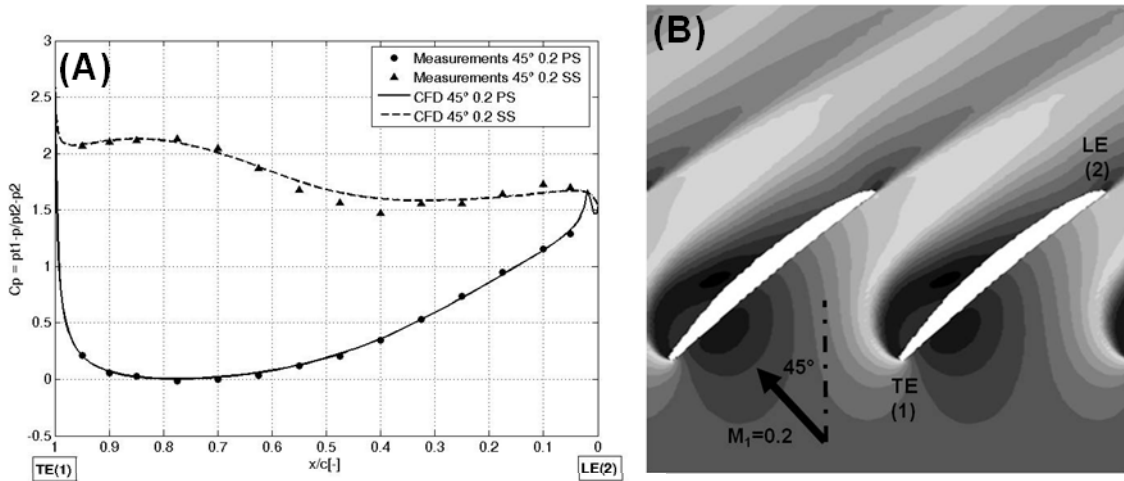 (A)
3
2.5
2
1.5
1
0.5
0
-0.5
Cp = pt1-p/pt2-p2
Measurements 45° 0.2 PS
Measurements 45° 0.2 SS
CFD 45° 0.2 PS
CFD 45° 0.2 SS
1 0.9 0.8 0.7 0.6 0.5 0.4 0.3 0.2 0.1 0
x/c[-]
TE(1)
LE(2)
(B)
LE
(2)
45°
TE
(1)
M1=0.2